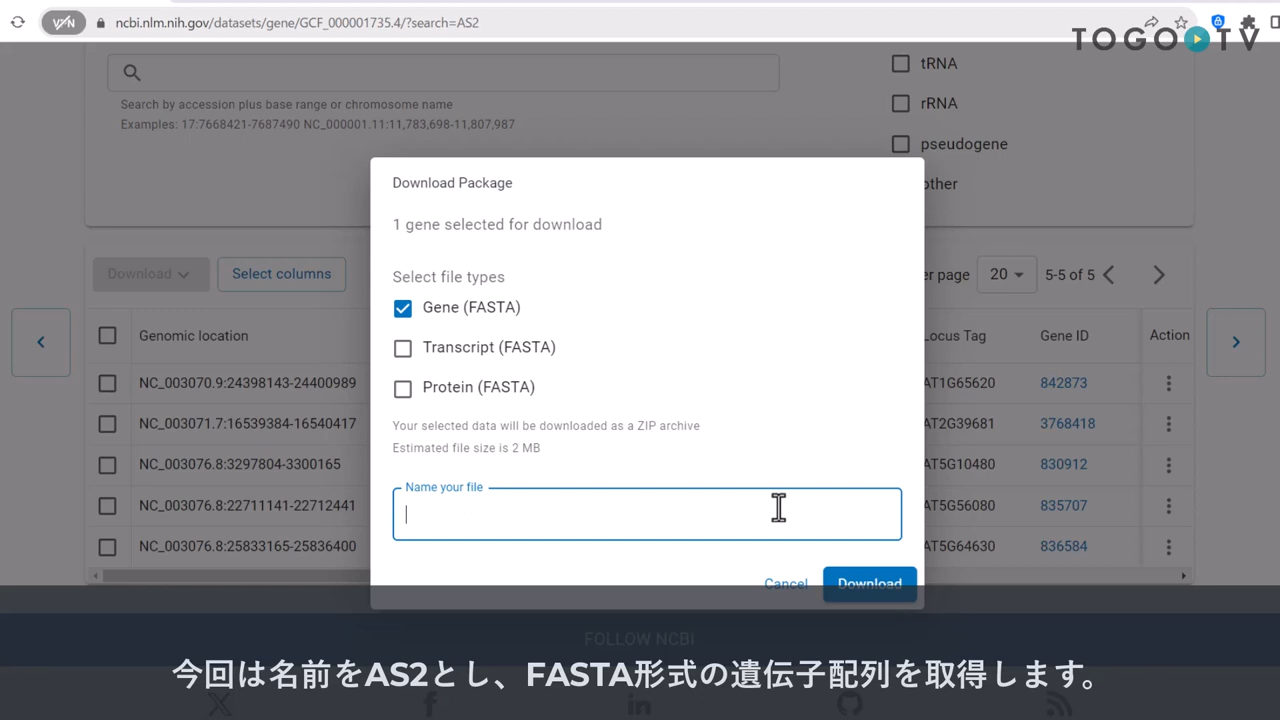 VPN ncbi.nlm.nih.gov/datasets/gene/GCF_000001735.4/?search=AS2
TOGO TV
tRNA
Search by accession plus base range or chromosome name
rRNA
Examples: 17:7668421-7687490 NC_000001.11:11,783,698-11,807,987
pseudogene
other
Download Package
1 gene selected for download
Select file types
Gene (FASTA)
Transcript (FASTA)
Protein (FASTA)
Your selected data will be downloaded as a ZIP archive
Estimated file size is 2 MB
Name your file
Cancel Download
Download Select columns
er page 20 5-5 of 5
Genomic location Locus Tag Gene ID Action
NC_003070.9:24398143-24400989 AT1G65620 842873
NC_003071.7:16539384-16540417 AT2G39681 3768418
NC_003076.8:3297804-3300165 AT5G10480 830912
NC_003076.8:22711141-22712441 AT5G56080 835707
NC_003076.8:25833165-25836400 AT5G64630 836584
FOLLOW NCBI
今回は名前をAS2とし、FASTA形式の遺伝子配列を取得します。